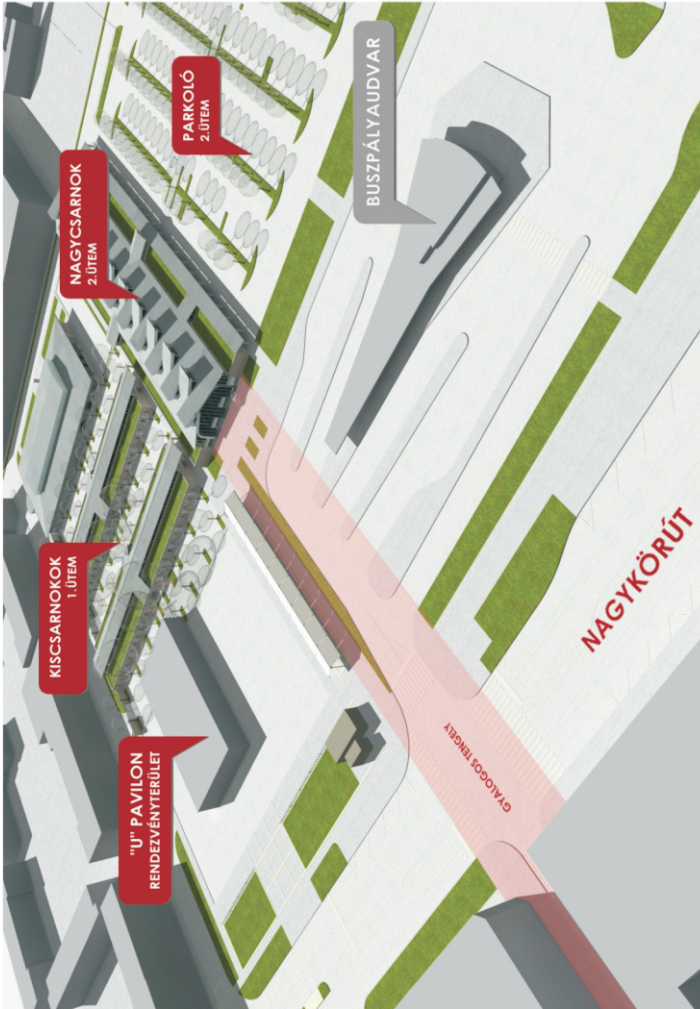 "U" PAVILON
RENDEZVÉNYTERÜLET
KISCSARNOKOK
1.ÜTEM
NAGYCSARNOK
2.ÜTEM
PARKOLÓ
2.ÜTEM
BUSZPÁLYAUDVAR
GYALOGOS TENGELY
NAGYKÖRÚT